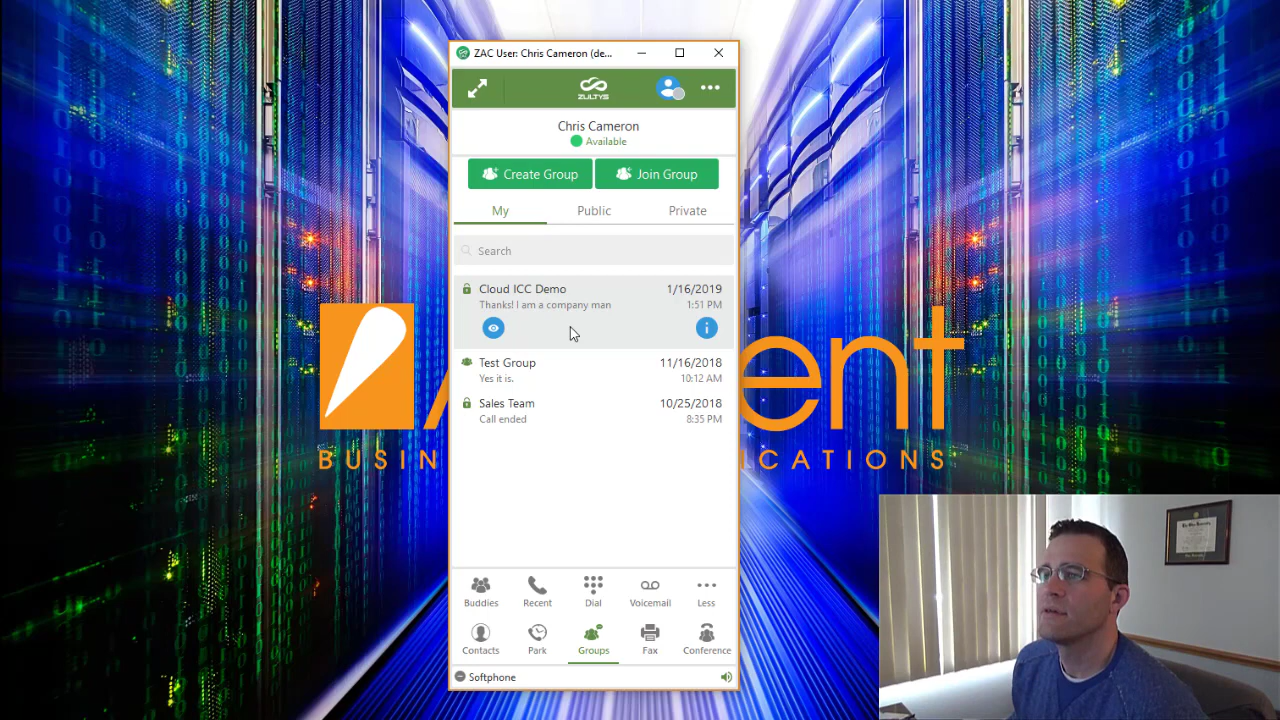 ZAC User: Chris Cameron (de...
ZULTYS
Chris Cameron
Available
Create Group
Join Group
My
Public
Private
Search
Cloud ICC Demo 1/16/2019
Thanks! I am a company man 1:51 PM
Test Group 11/16/2018
Yes it is. 10:12 AM
Sales Team 10/25/2018
Call ended 8:35 PM
ent
BUSIN ICATIONS
Buddies Recent Dial Voicemail Less
Contacts Park Groups Fax Conference
Softphone